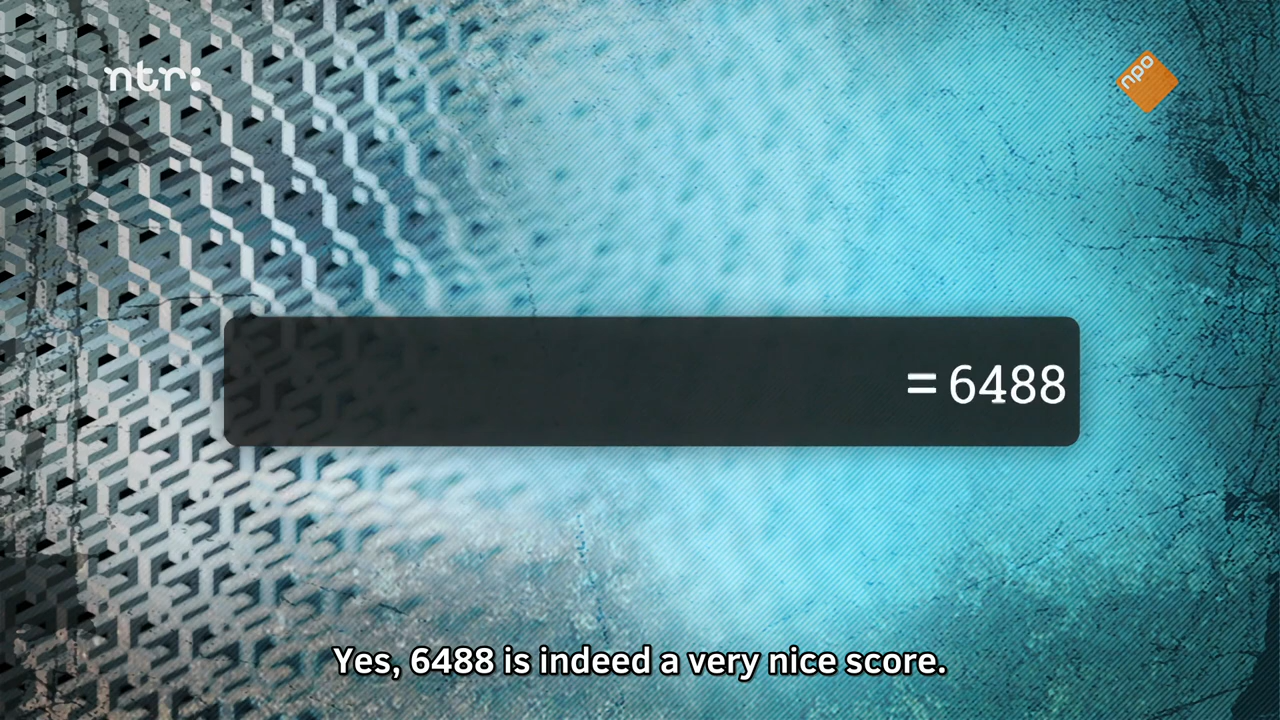 ntr:
npo
= 6488
Yes, 6488 is indeed a very nice score.